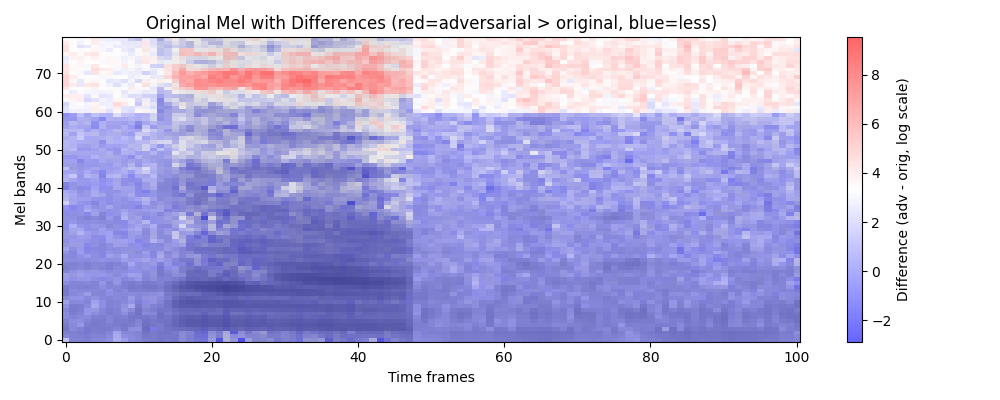 Original Mel with Differences (red=adversarial > original, blue=less)
Mel bands
70
60
50
40
30
20
10
0
0 20 40 60 80 100
Time frames
8
6
4
2
0
−2
Difference (adv - orig, log scale)